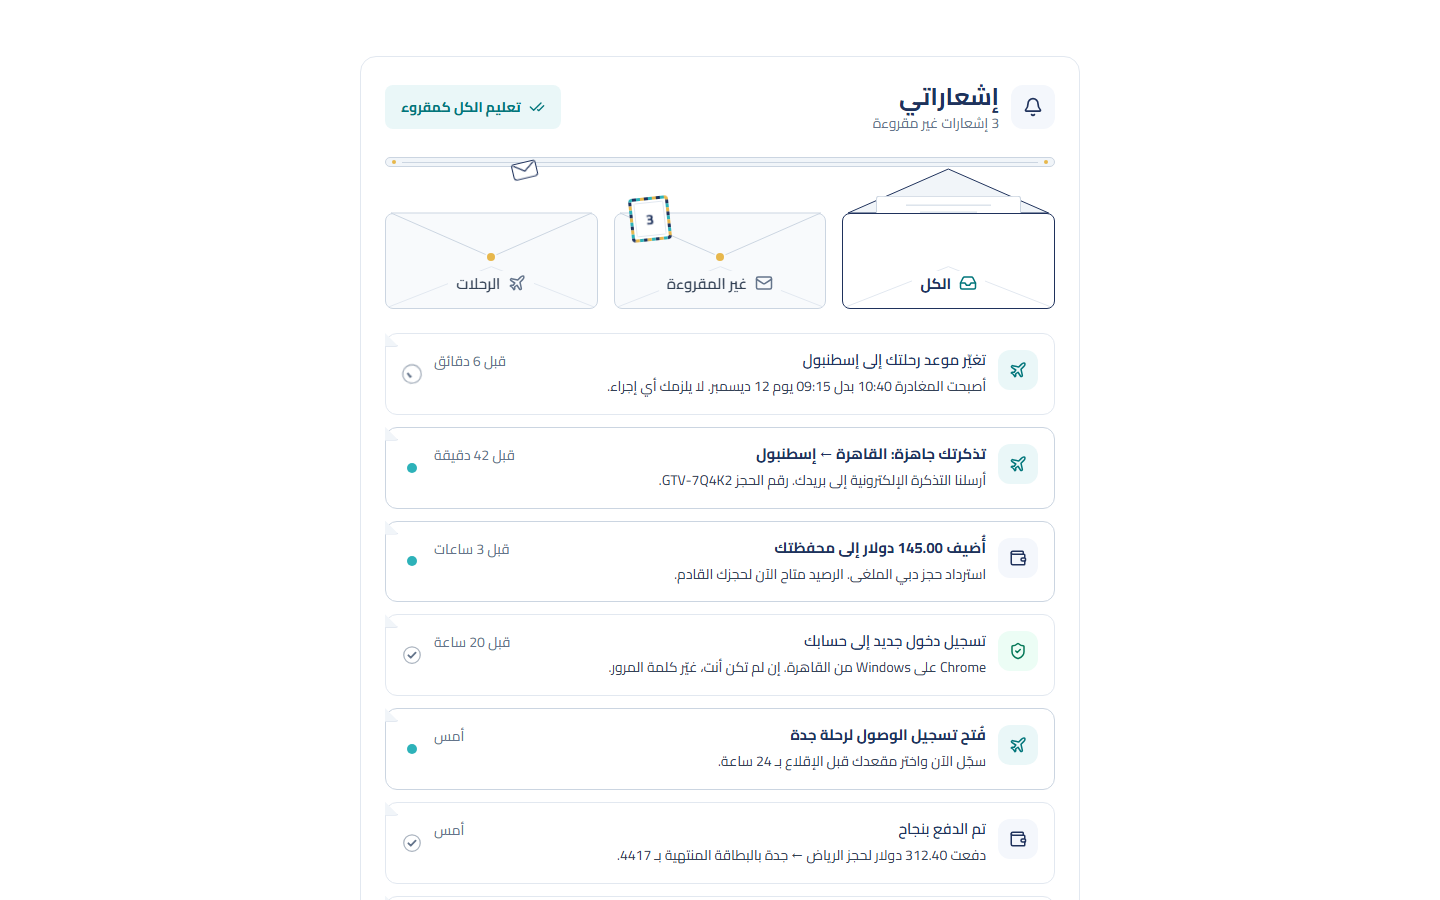 إشعاراتي
3 إشعارات غير مقروءة
تعليم الكل كمقروء
الكل
غير المقروءة
3
الرحلات
تغيّر موعد رحلتك إلى إسطنبول
قبل 6 دقائق
أصبحت المغادرة 10:40 بدل 09:15 يوم 12 ديسمبر. لا يلزمك أي إجراء.
تذكرتك جاهزة: القاهرة ← إسطنبول
قبل 42 دقيقة
أرسلنا التذكرة الإلكترونية إلى بريدك. رقم الحجز GTV-7Q4K2.
أُضيف 145.00 دولار إلى محفظتك
قبل 3 ساعات
استرداد حجز دبي الملغى. الرصيد متاح الآن لحجزك القادم.
تسجيل دخول جديد إلى حسابك
قبل 20 ساعة
Chrome على Windows من القاهرة. إن لم تكن أنت، غيّر كلمة المرور.
فُتح تسجيل الوصول لرحلة جدة
أمس
سجّل الآن واختر مقعدك قبل الإقلاع بـ 24 ساعة.
تم الدفع بنجاح
أمس
دفعت 312.40 دولار لحجز الرياض ← جدة بالبطاقة المنتهية بـ 4417.